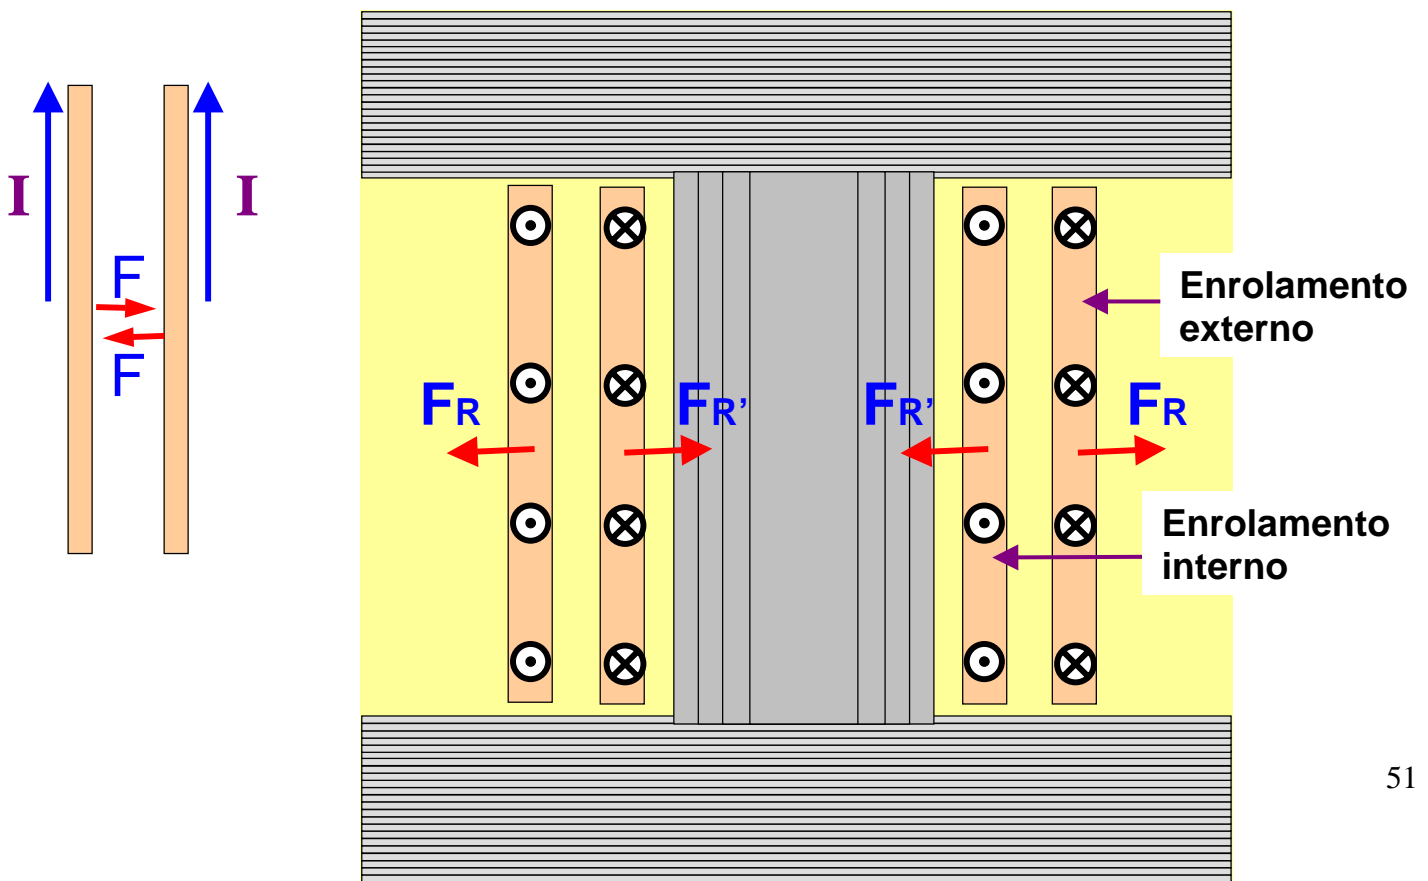 I
I
F
F
Enrolamento
externo
FR
FR’
FR’
FR
Enrolamento
interno
51